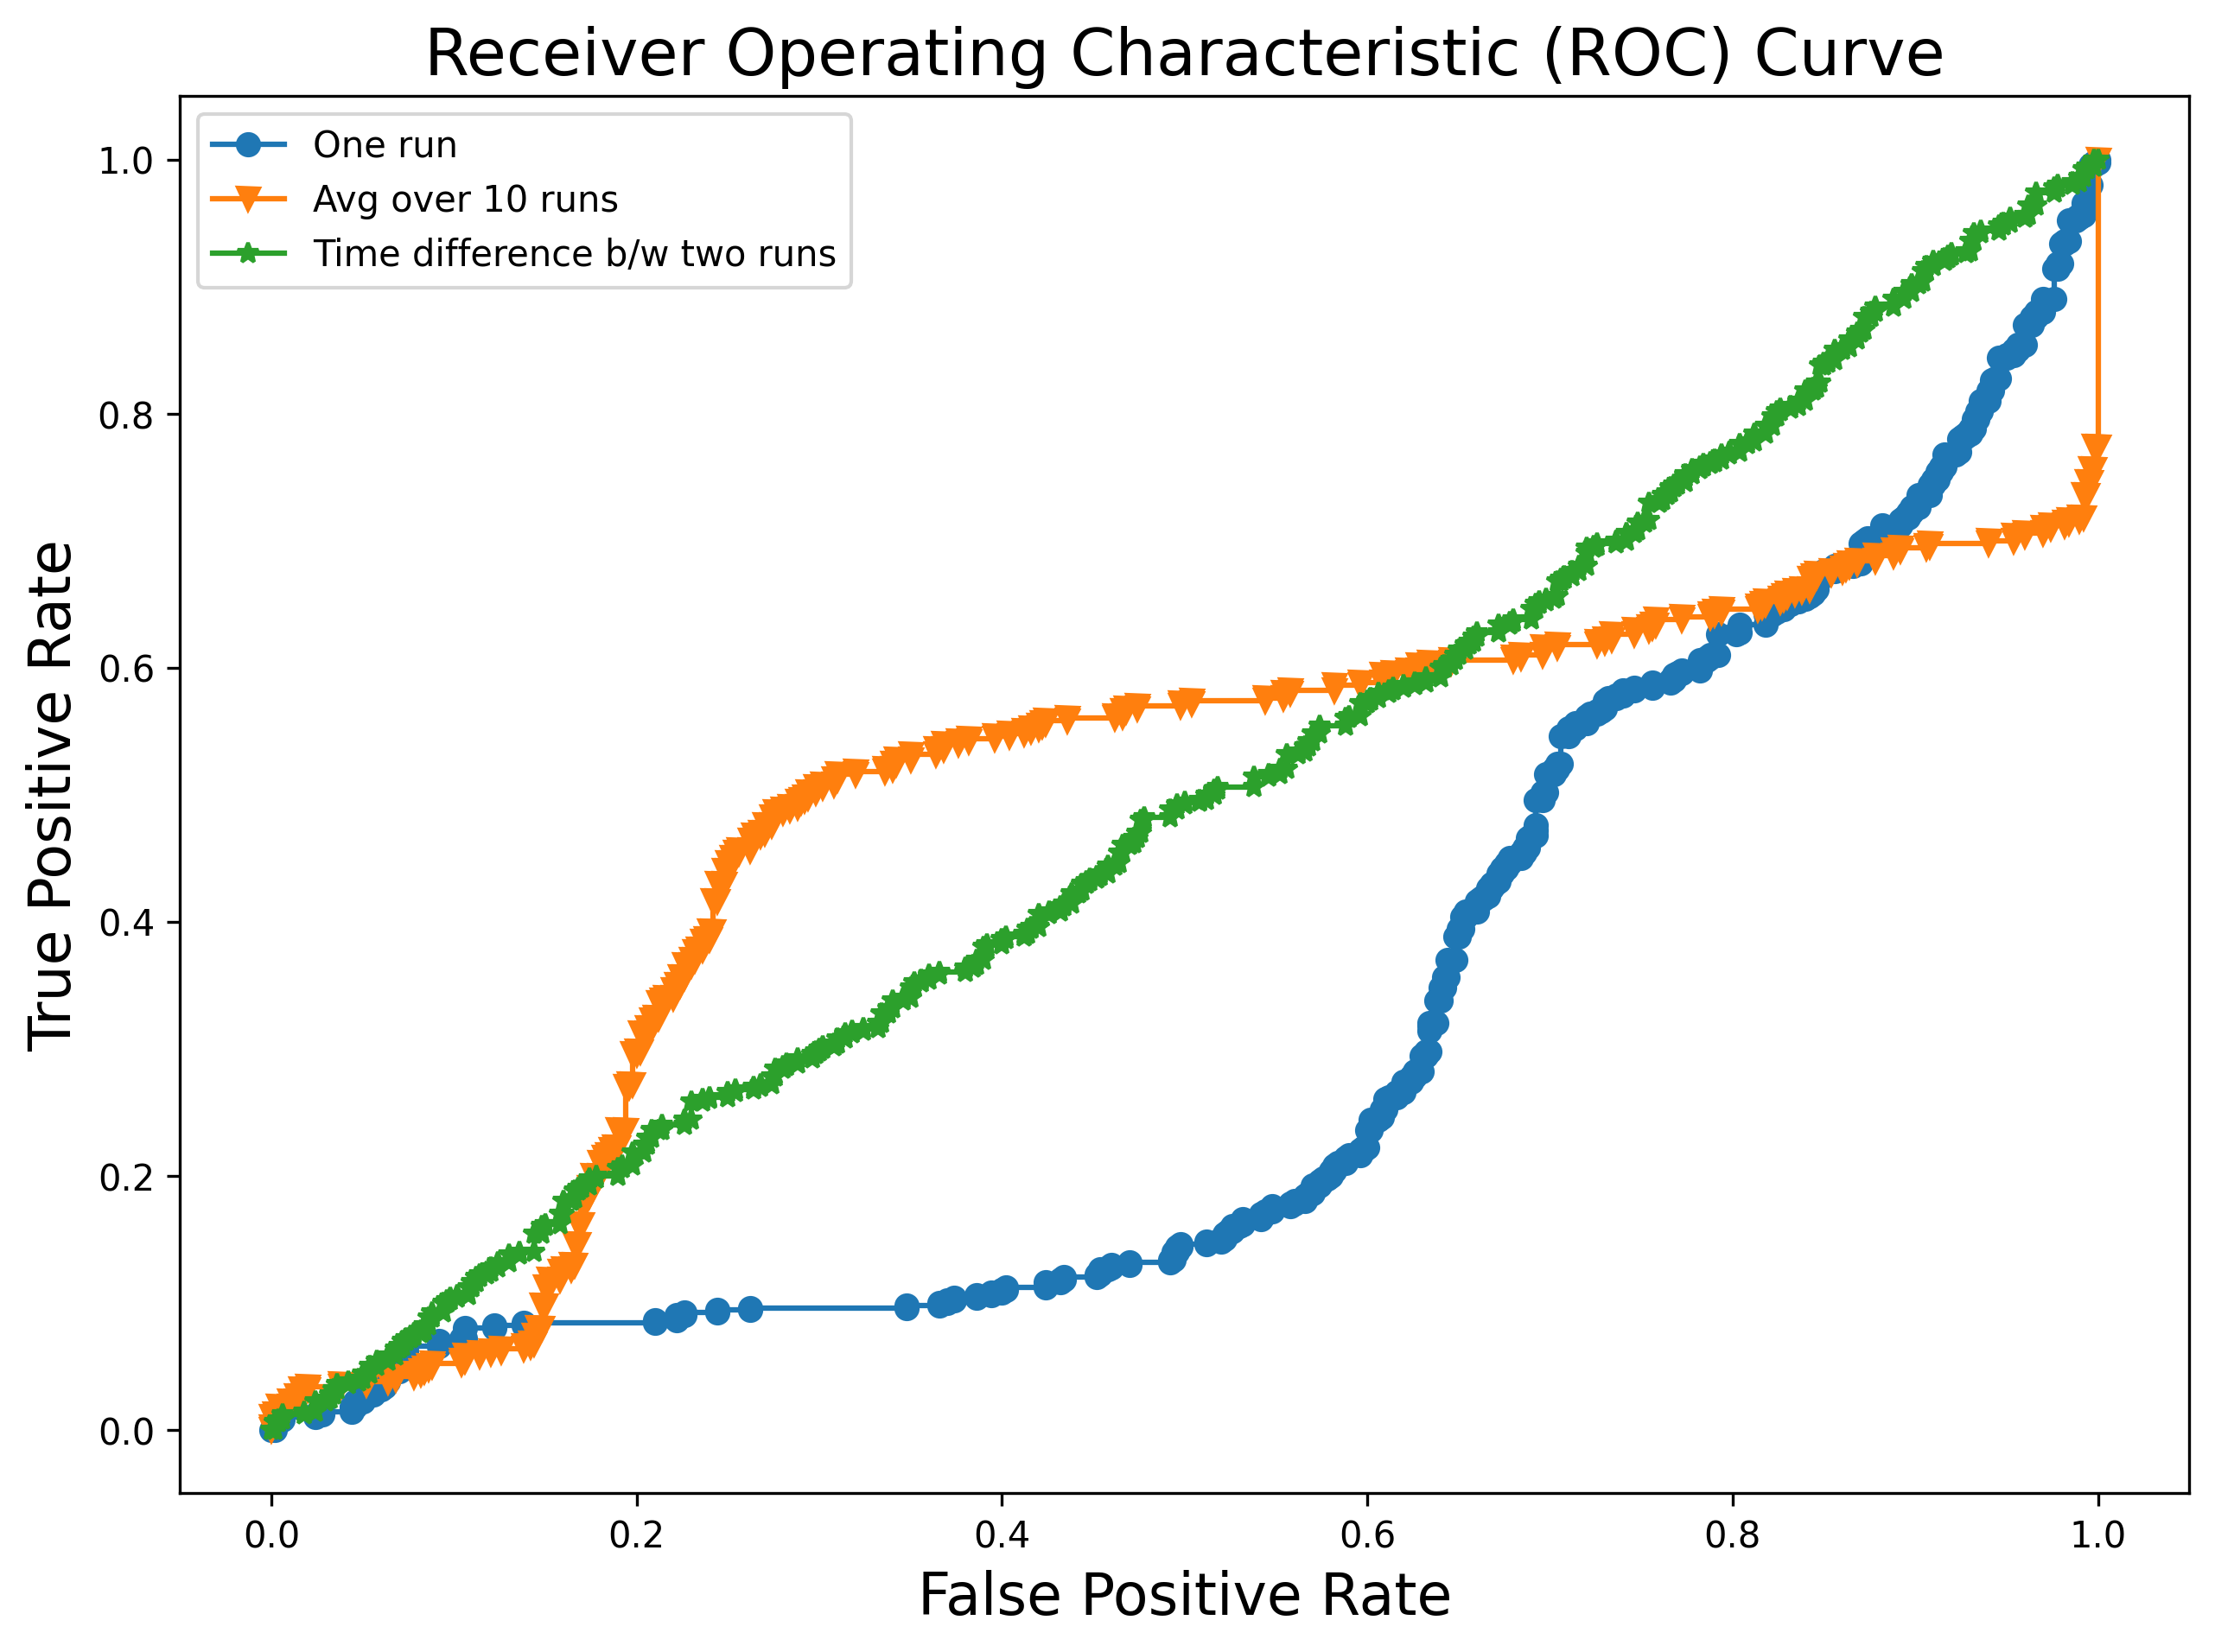 Receiver Operating Characteristic (ROC) Curve
One run
Avg over 10 runs
Time difference b/w two runs
True Positive Rate
1.0
0.8
0.6
0.4
0.2
0.0
0.0 0.2 0.4 0.6 0.8 1.0
False Positive Rate